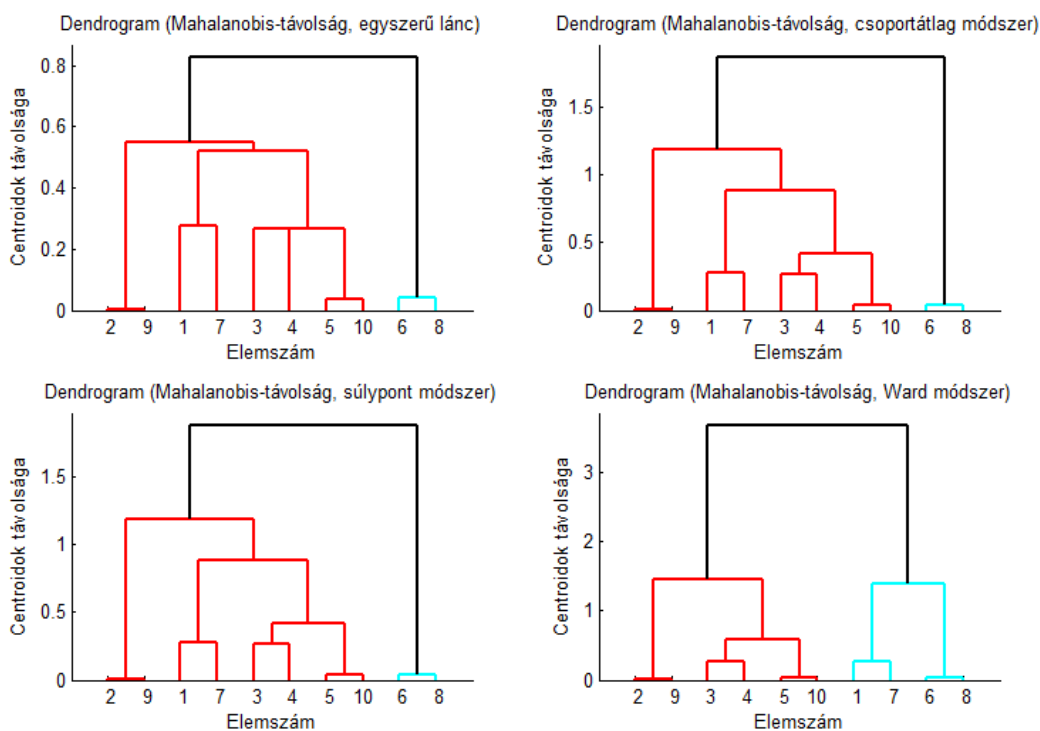 Dendrogram (Mahalanobis-távolság, egyszerű lánc)
Centroidok távolsága
0.8
0.6
0.4
0.2
0
2 9 1 7 3 4 5 10 6 8
Elemszám
Dendrogram (Mahalanobis-távolság, csoportátlag módszer)
Centroidok távolsága
1.5
1
0.5
0
2 9 1 7 3 4 5 10 6 8
Elemszám
Dendrogram (Mahalanobis-távolság, súlypont módszer)
Centroidok távolsága
1.5
1
0.5
0
2 9 1 7 3 4 5 10 6 8
Elemszám
Dendrogram (Mahalanobis-távolság, Ward módszer)
Centroidok távolsága
3
2
1
0
2 9 3 4 5 10 1 7 6 8
Elemszám